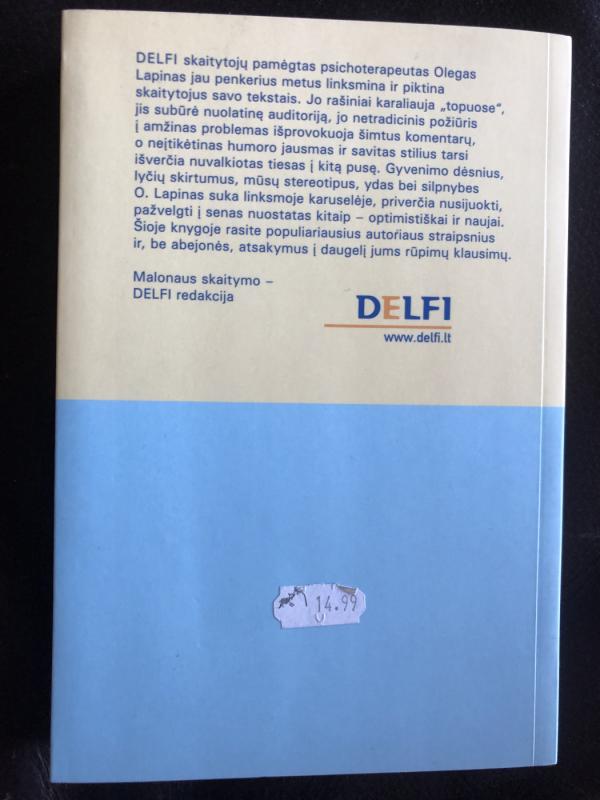 DELFI skaitytojų pamėgtas psichoterapeutas Olegas
Lapinas jau penkerius metus linksmina ir piktina
skaitytojus savo tekstais. Jo rašiniai karaliauja „topuose“,
jis subūrė nuolatinę auditoriją, jo netradicinis požiūris
į amžinas problemas išprovokuoja šimtus komentarų,
o neįtikėtinas humoro jausmas ir savitas stilius tarsi
išverčia nuvalkiotas tiesas į kitą pusę. Gyvenimo dėsnius,
lyčių skirtumus, mūsų stereotipus, ydas bei silpnybes
O. Lapinas suka linksmoje karuselėje, priverčia nusijuokti,
pažvelgti į senas nuostatas kitaip – optimistiškai ir naujai.
Šioje knygoje rasite populiariausius autoriaus straipsnius
ir, be abejonės, atsakymus į daugelį jums rūpimų klausimų.
Malonaus skaitymo –
DELFI redakcija
DELFI
www.delfi.lt
14.99